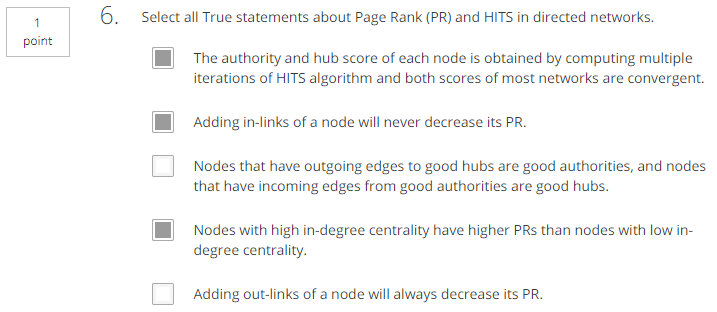 1
point
6.
Select all True statements about Page Rank (PR) and HITS in directed networks.
The authority and hub score of each node is obtained by computing multiple
iterations of HITS algorithm and both scores of most networks are convergent.
Adding in-links of a node will never decrease its PR.
Nodes that have outgoing edges to good hubs are good authorities, and nodes
that have incoming edges from good authorities are good hubs.
Nodes with high in-degree centrality have higher PRs than nodes with low in-
degree centrality.
Adding out-links of a node will always decrease its PR.